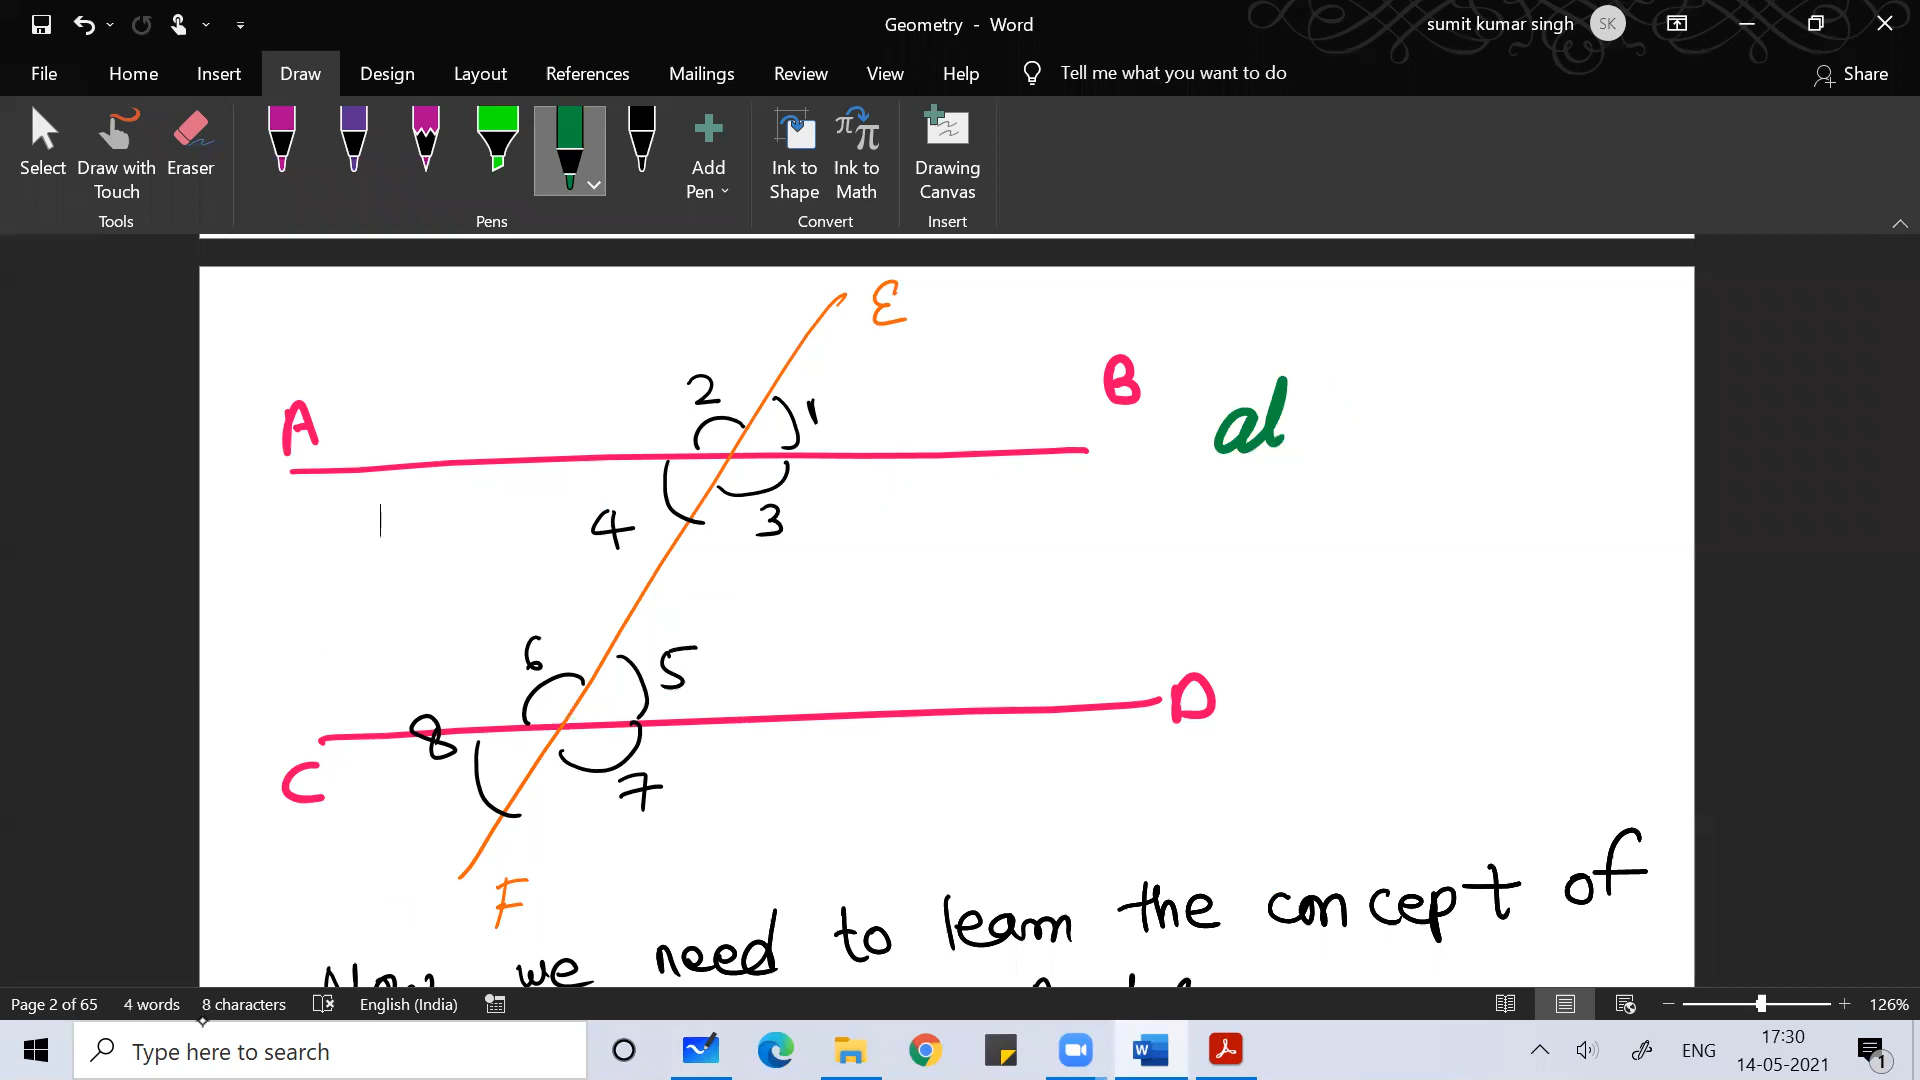 Geometry - Word
sumit kumar singh SK
File Home Insert Draw Design Layout References Mailings Review View Help Tell me what you want to do Share
Select Draw with Touch Eraser Add Pen Ink to Shape Ink to Math Drawing Canvas
Tools Pens Convert Insert
E
2 1 B
A al
4 3
6 5
D
8
C 7
F
Now we need to learn the concept of
Page 2 of 65 4 words 8 characters English (India) 126%
Type here to search ENG 17:30
14-05-2021 1